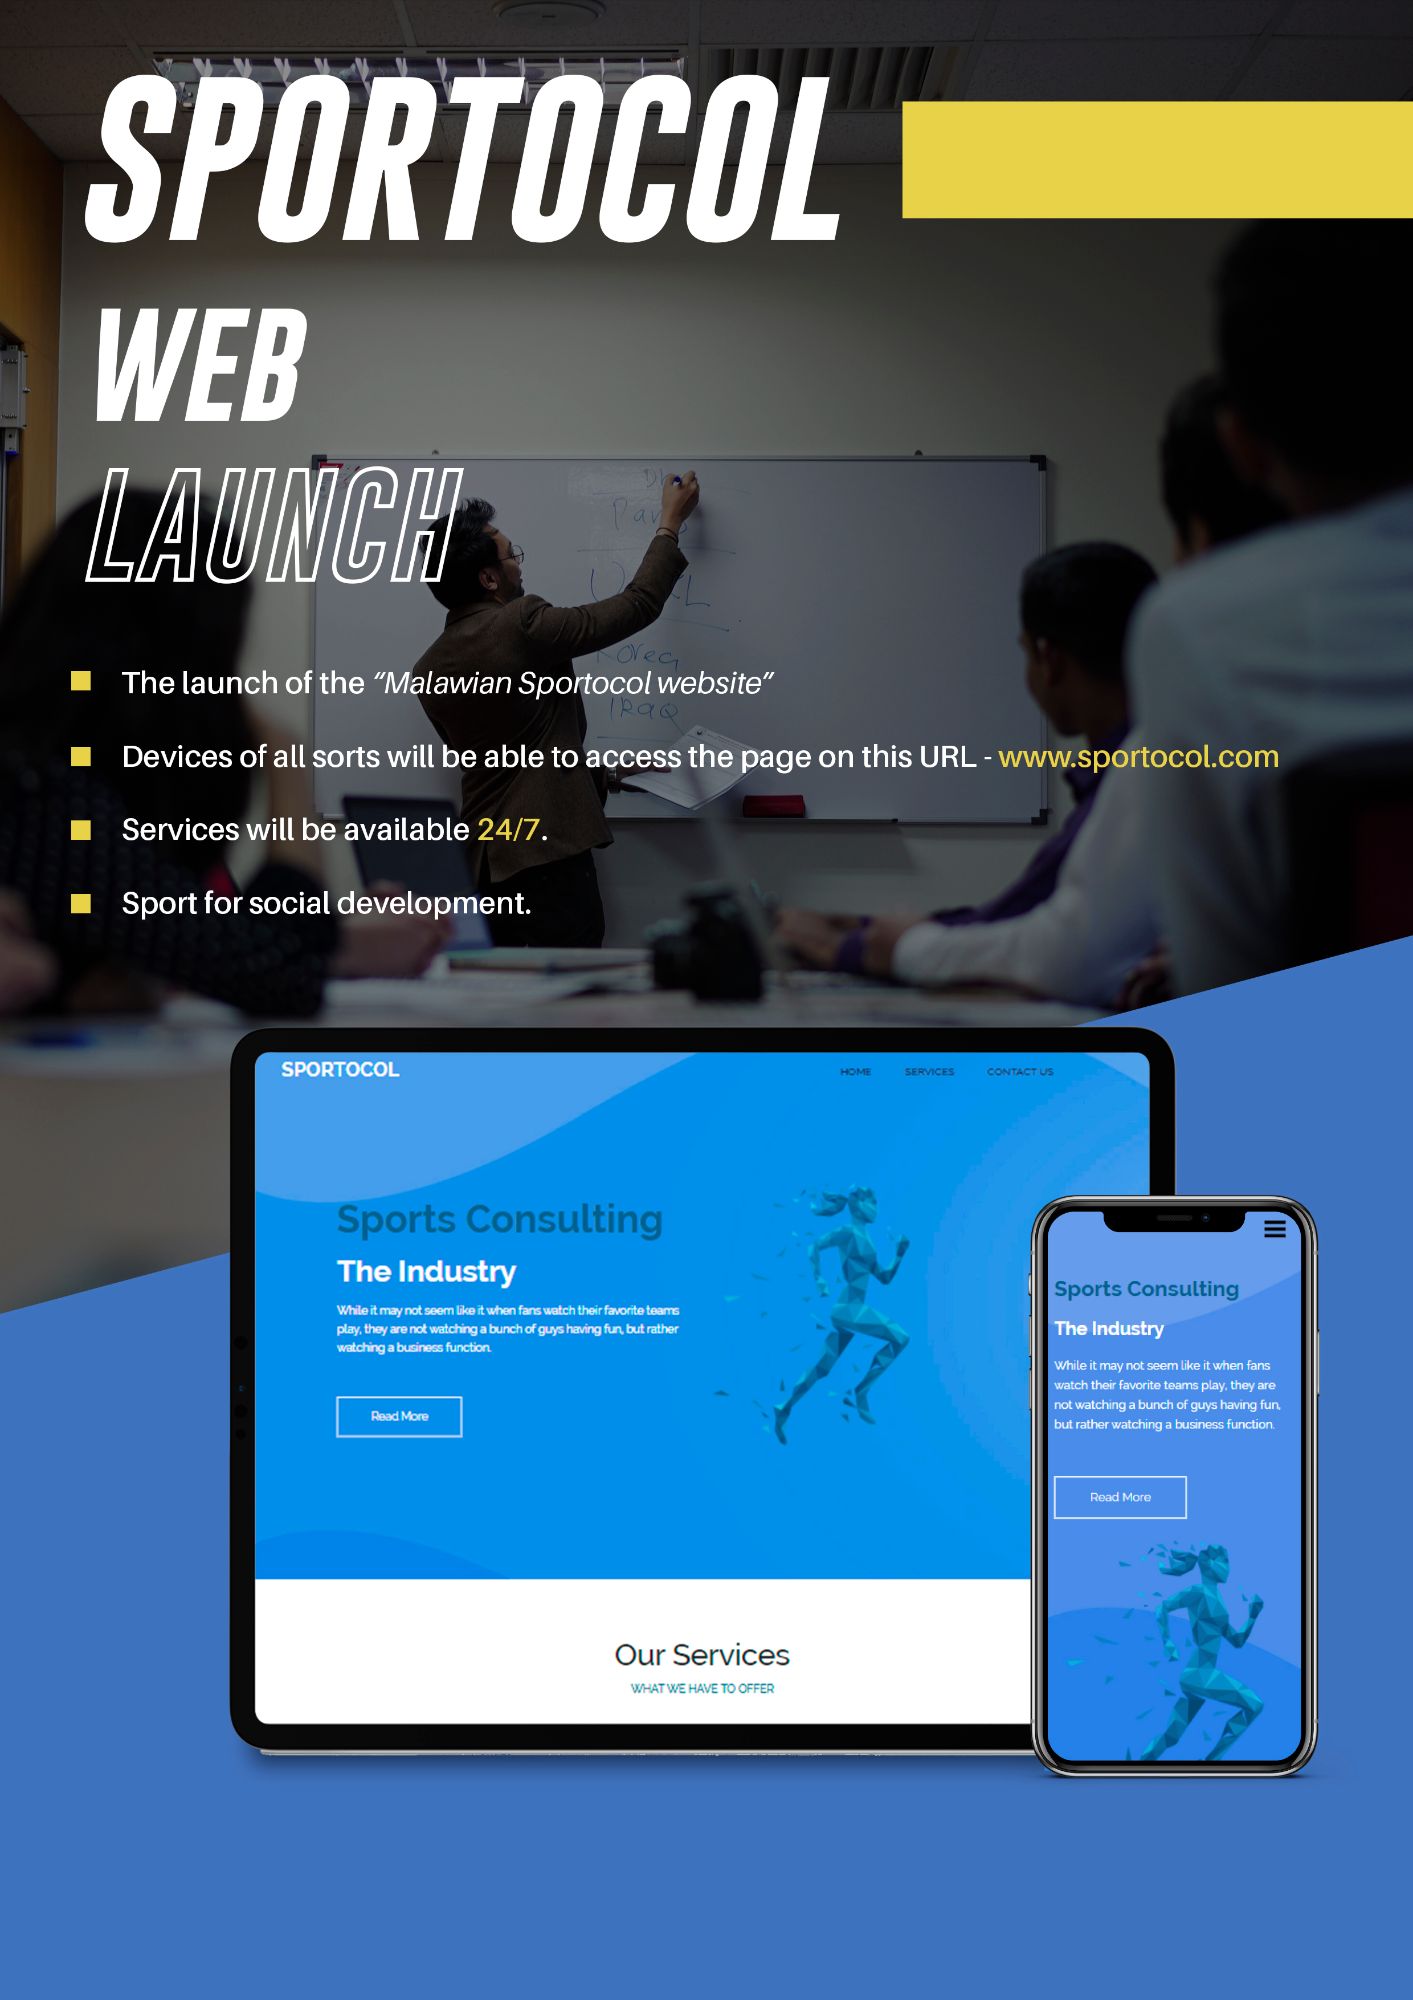 SPORTOCOL
WEB
LAUNCH
The launch of the “Malawian Sportocol website”
Devices of all sorts will be able to access the page on this URL - www.sportocol.com
Services will be available 24/7.
Sport for social development.
Korea
IRaQ
SPORTOCOL
HOME SERVICES CONTACT US
Sports Consulting
The Industry
While it may not seem like it when fans watch their favorite teams
play, they are not watching a bunch of guys having fun, but rather
watching a business function.
Read More
Our Services
WHAT WE HAVE TO OFFER
Sports Consulting
The Industry
While it may not seem like it when fans
watch their favorite teams play, they are
not watching a bunch of guys having fun,
but rather watching a business function.
Read More